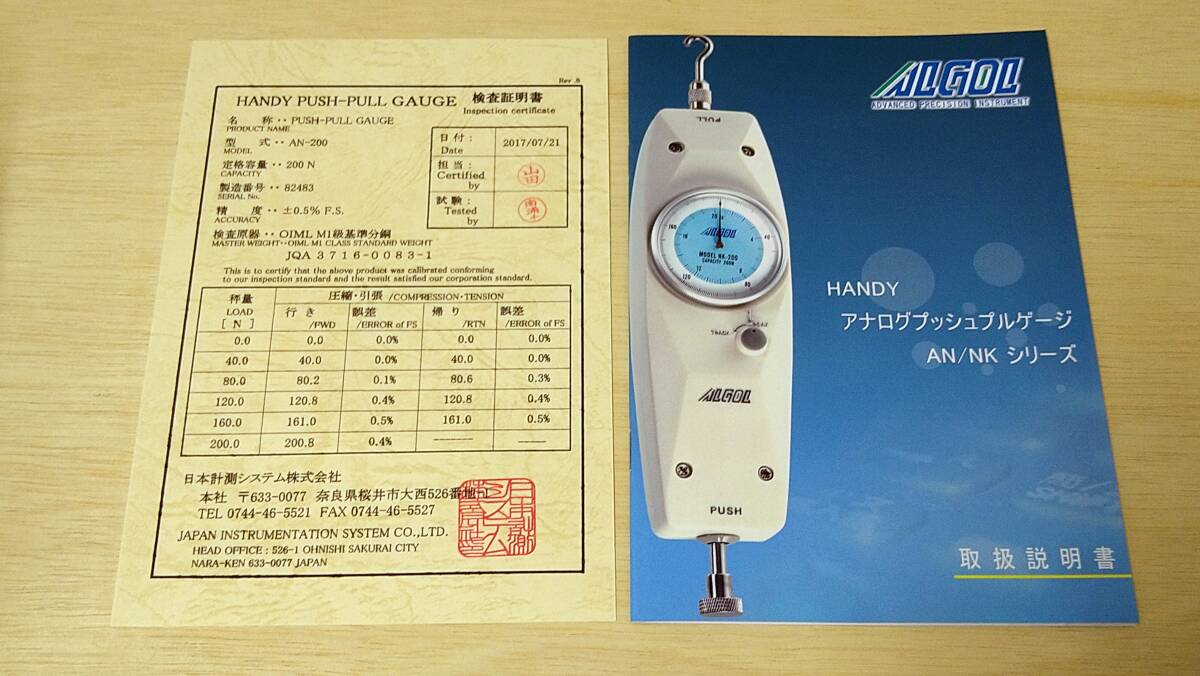 Rev .8
HANDY PUSH-PULL GAUGE 検査証明書
Inspection certificate
名 称‥PUSH-PULL GAUGE
PRODUCT NAME
型 式‥AN-200
MODEL
定格容量‥200 N
CAPACITY
製造番号‥82483
SERIAL No.
精 度‥±0.5% F.S.
ACCURACY
日付: 2017/07/21
Date
担当: 山田
Certified by
試験:
Tested by
検査原器‥OIML M1級基準分銅
MASTER WEIGHT‥OIML M1 CLASS STANDARD WEIGHT
JQA 3716-0083-1
This is to certify that the above product was calibrated conforming
to our inspection standard and the result satisfied our corporation standard.
秤量 圧縮・引張 /COMPRESSION・TENSION
LOAD 行き 誤差 帰り 誤差
[ N ] /FWD /ERROR of FS /RTN /ERROR of FS
0.0 0.0 0.0% 0.0 0.0%
40.0 40.0 0.0% 40.0 0.0%
80.0 80.2 0.1% 80.6 0.3%
120.0 120.8 0.4% 120.8 0.4%
160.0 161.0 0.5% 161.0 0.5%
200.0 200.8 0.4% ------- -----
日本計測システム株式会社
本社 〒633-0077 奈良県桜井市大西526番地-1
TEL 0744-46-5521 FAX 0744-46-5527
JAPAN INSTRUMENTATION SYSTEM CO.,LTD.
HEAD OFFICE : 526-1 OHNISHI SAKURAI CITY
NARA-KEN 633-0077 JAPAN
ALGOL
ADVANCED PRECISION INSTRUMENT
PULL
20
160
4
40
ALGOL
MODEL NK-200
CAPACITY 200N
120
12
8
80
TRACK
PEAK
ALGOL
PUSH
HANDY
アナログプッシュプルゲージ
AN/NK シリーズ
取扱説明書